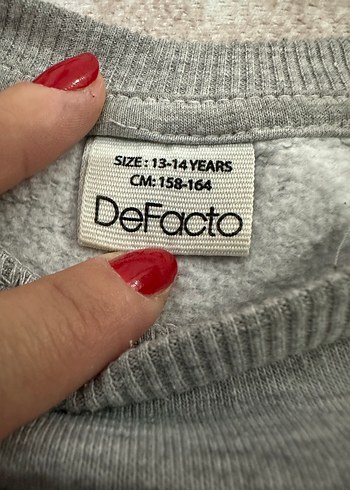 SIZE : 13-14 YEARS
CM: 158-164
DeFacto